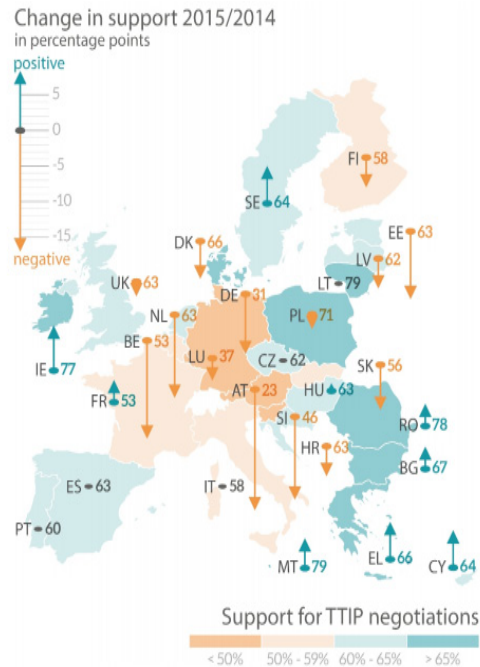 Change in support 2015/2014
in percentage points
positive
5
0
-5
-10
-15
negative
FI 58
SE 64
DK 66
EE 63
LV 62
LT 79
UK 63
NL 63
DE 31
PL 71
BE 53
LU 37
CZ 62
SK 56
IE 77
FR 53
AT 23
HU 63
SI 46
RO 78
HR 63
BG 67
ES 63
IT 58
PT 60
MT 79
EL 66
CY 64
Support for TTIP negotiations
< 50% 50% - 59% 60% - 65% > 65%